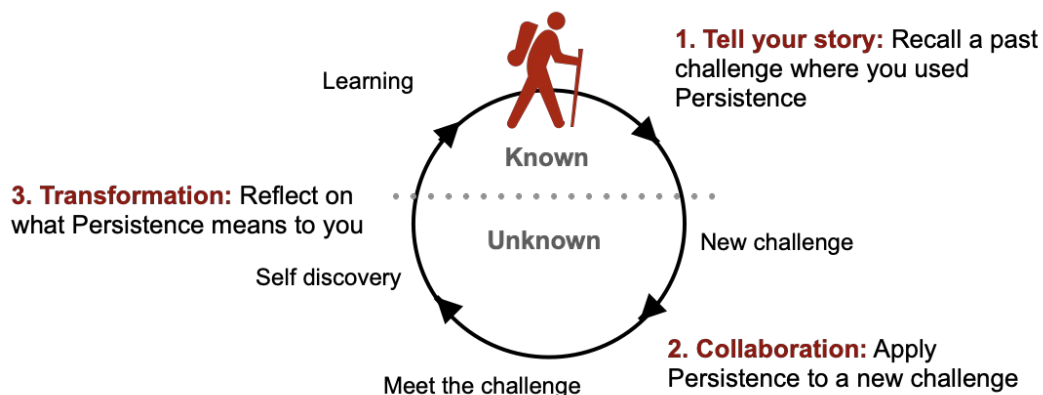 1. Tell your story: Recall a past
challenge where you used
Persistence
Learning
Known
3. Transformation: Reflect on
what Persistence means to you
Unknown
New challenge
Self discovery
2. Collaboration: Apply
Persistence to a new challenge
Meet the challenge